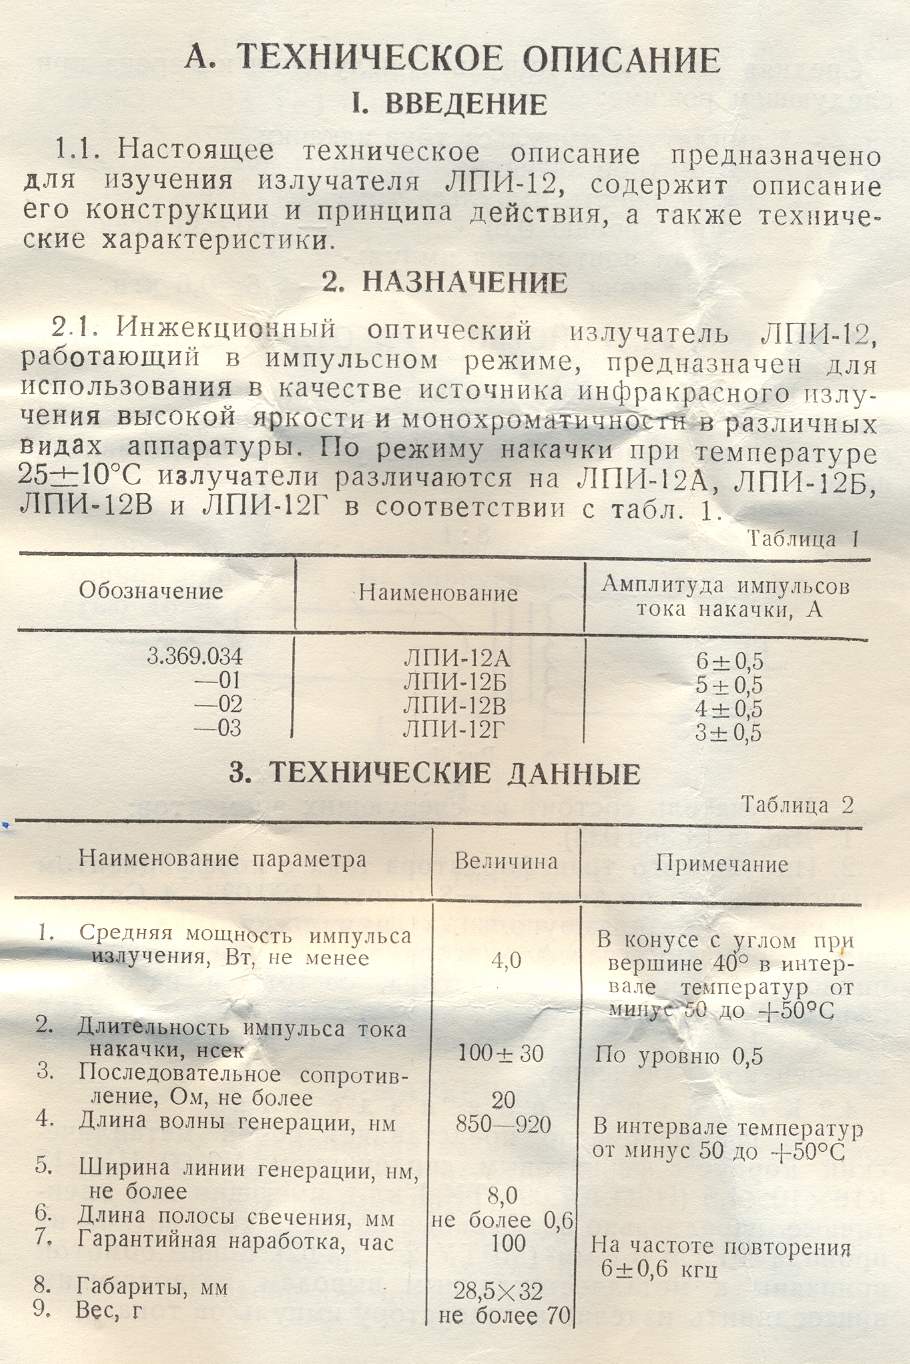 А. ТЕХНИЧЕСКОЕ ОПИСАНИЕ
I. ВВЕДЕНИЕ
1.1. Настоящее техническое описание предназначено
для изучения излучателя ЛПИ-12, содержит описание
его конструкции и принципа действия, а также техниче-
ские характеристики.
2. НАЗНАЧЕНИЕ
2.1. Инжекционный оптический излучатель ЛПИ-12,
работающий в импульсном режиме, предназначен для
использования в качестве источника инфракрасного излу-
чения высокой яркости и монохроматичности в различных
видах аппаратуры. По режиму накачки при температуре
25±10°С излучатели различаются на ЛПИ-12А, ЛПИ-12Б,
ЛПИ-12В и ЛПИ-12Г в соответствии с табл. 1.
Таблица 1
Обозначение Наименование Амплитуда импульсов
тока накачки, А
3.369.034 ЛПИ-12А 6±0,5
—01 ЛПИ-12Б 5±0,5
—02 ЛПИ-12В 4±0,5
—03 ЛПИ-12Г 3±0,5
3. ТЕХНИЧЕСКИЕ ДАННЫЕ
Таблица 2
Наименование параметра Величина Примечание
1. Средняя мощность импульса В конусе с углом при
излучения, Вт, не менее 4,0 вершине 40° в интер-
вале температур от
минус 50 до +50°С
2. Длительность импульса тока
накачки, нсек 100±30 По уровню 0,5
3. Последовательное сопротив-
ление, Ом, не более 20
4. Длина волны генерации, нм 850—920 В интервале температур
от минус 50 до +50°С
5. Ширина линии генерации, нм,
не более 8,0
6. Длина полосы свечения, мм не более 0,6
7. Гарантийная наработка, час 100 На частоте повторения
6±0,6 кгц
8. Габариты, мм 28,5×32
9. Вес, г не более 70